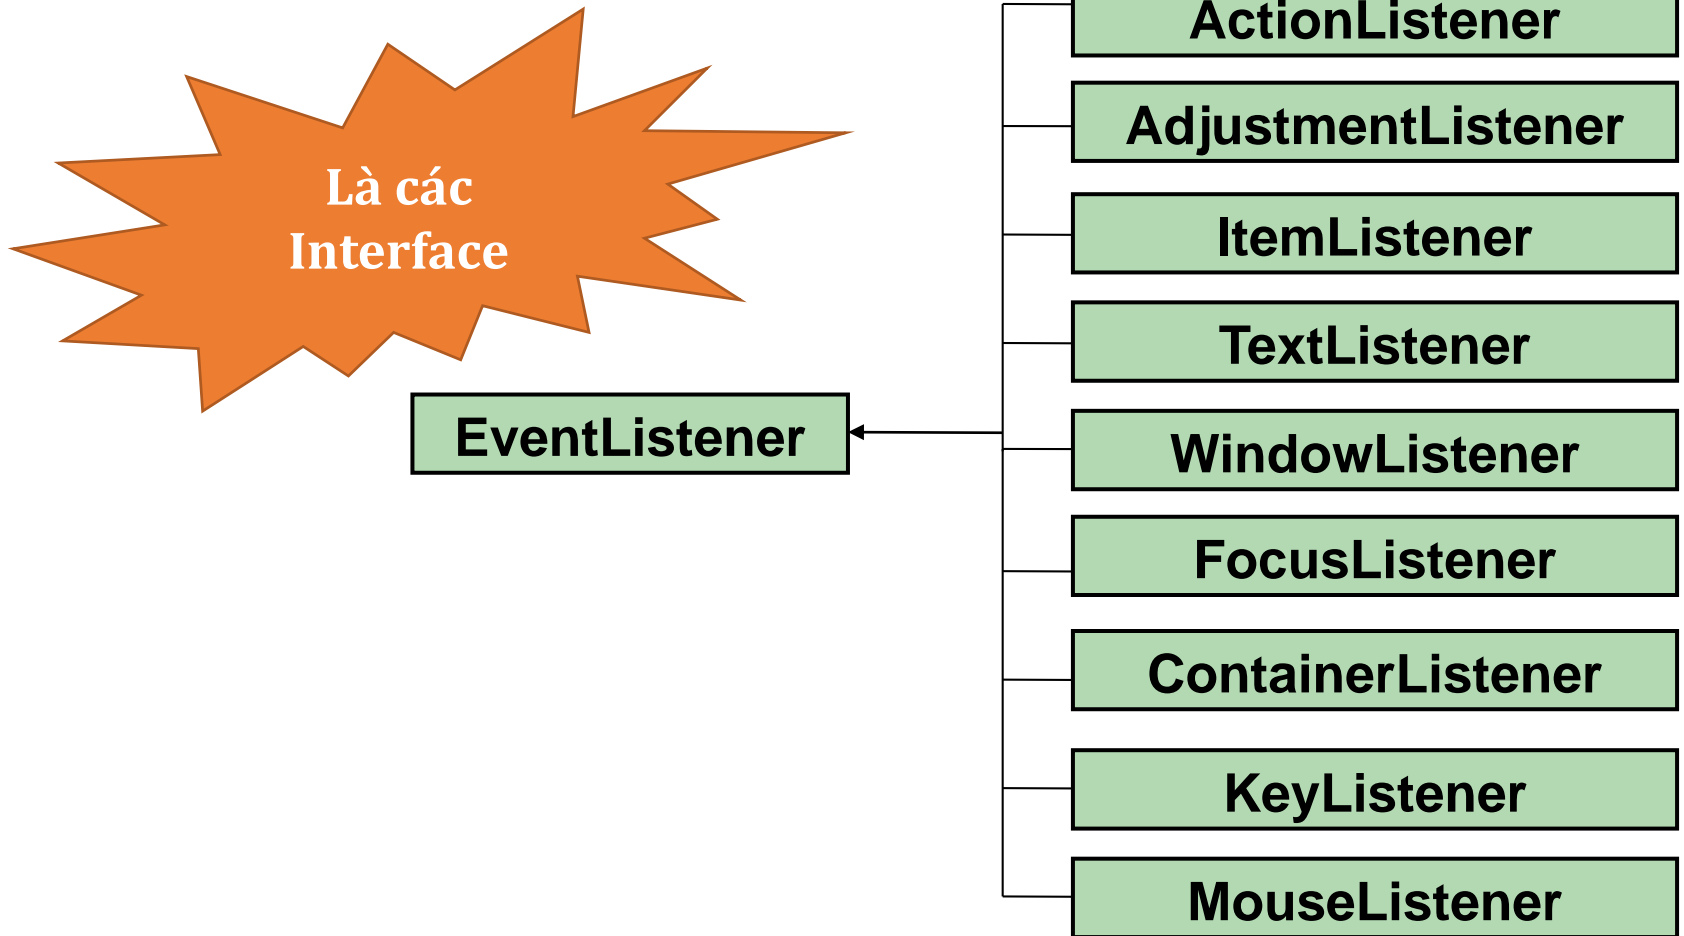 Là các
Interface
EventListener
ActionListener
AdjustmentListener
ItemListener
TextListener
WindowListener
FocusListener
ContainerListener
KeyListener
MouseListener